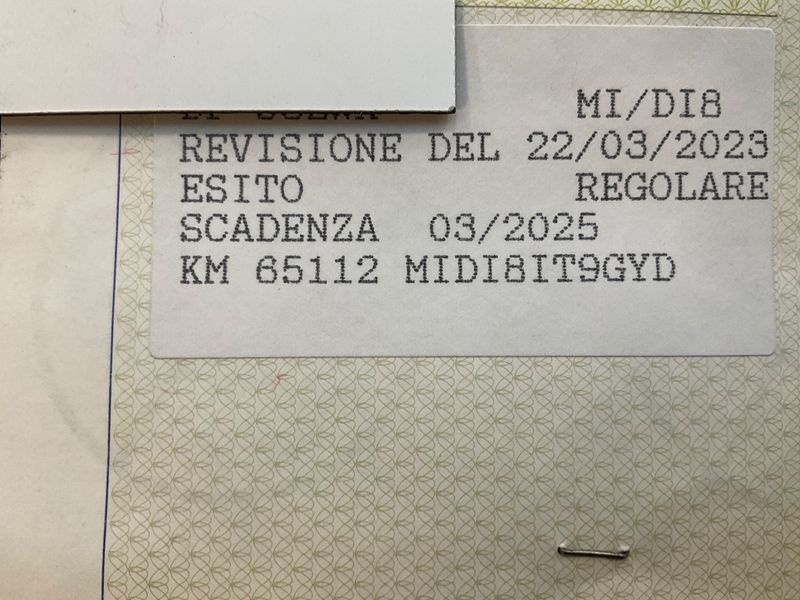 MI/DI8
REVISIONE DEL 22/03/2023
ESITO REGOLARE
SCADENZA 03/2025
KM 65112 MIDI8IT9GYD